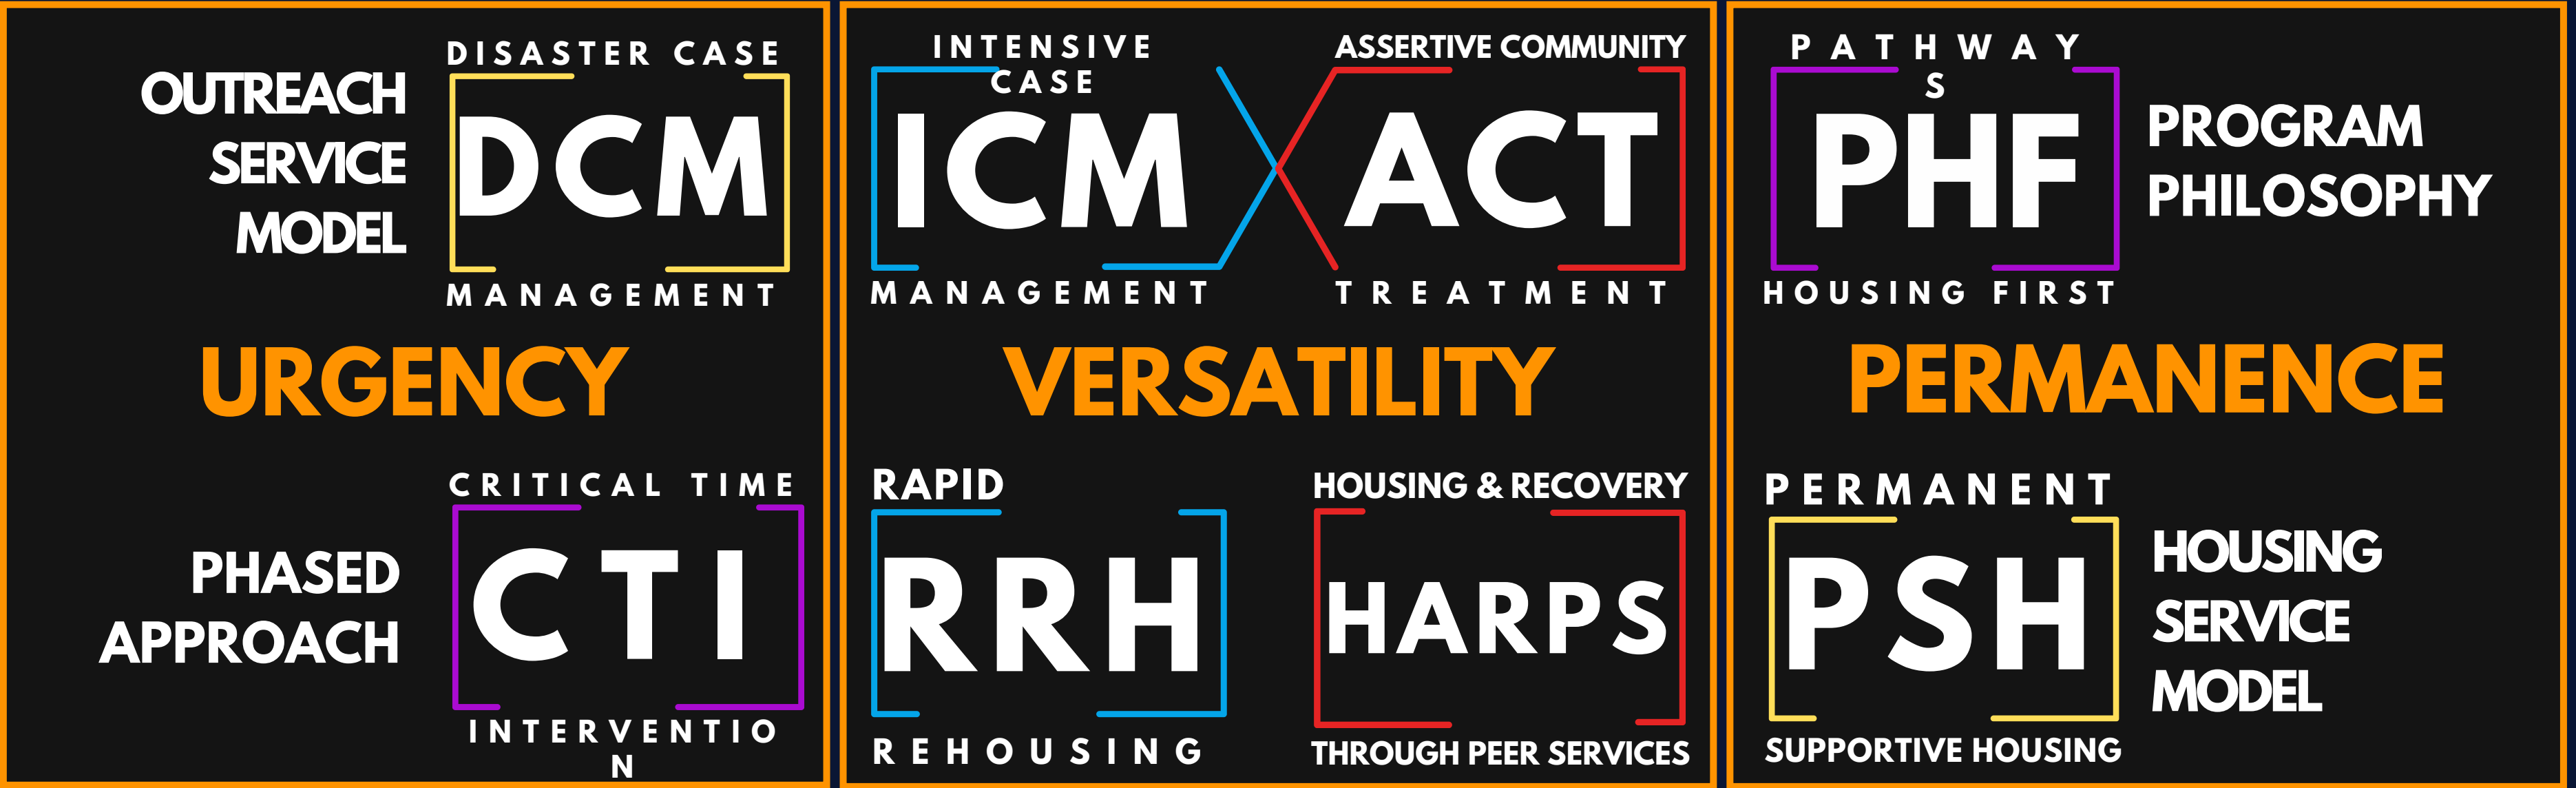 OUTREACH
SERVICE
MODEL
DISASTER CASE
DCM
MANAGEMENT
URGENCY
PHASED
APPROACH
CRITICAL TIME
CTI
INTERVENTIO
N
INTENSIVE
CASE
ICM
MANAGEMENT
ASSERTIVE COMMUNITY
ACT
TREATMENT
VERSATILITY
RAPID
RRH
REHOUSING
HOUSING & RECOVERY
HARPS
THROUGH PEER SERVICES
PATHWAY
S
PHF
HOUSING FIRST
PROGRAM
PHILOSOPHY
PERMANENCE
PERMANENT
PSH
SUPPORTIVE HOUSING
HOUSING
SERVICE
MODEL